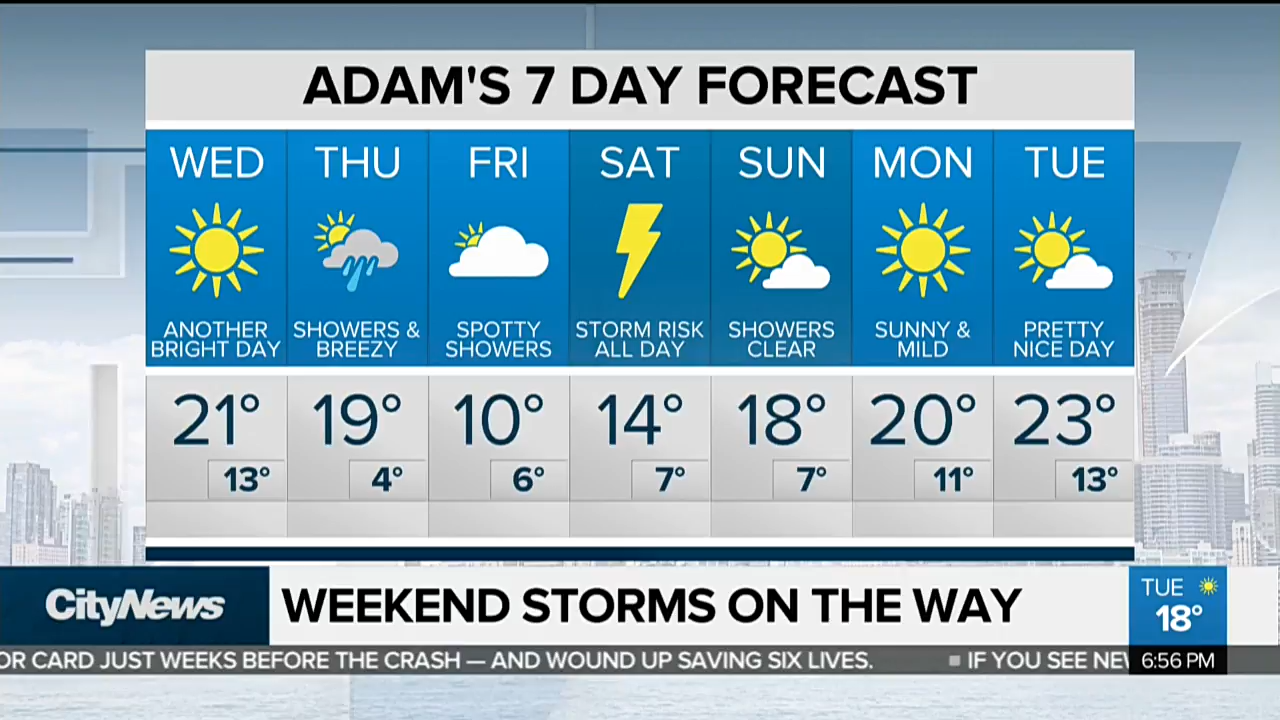 ADAM'S 7 DAY FORECAST
WED THU FRI SAT SUN MON TUE
ANOTHER BRIGHT DAY
SHOWERS & BREEZY
SPOTTY SHOWERS
STORM RISK ALL DAY
SHOWERS CLEAR
SUNNY & MILD
PRETTY NICE DAY
21° 19° 10° 14° 18° 20° 23°
13° 4° 6° 7° 7° 11° 13°
CityNews
WEEKEND STORMS ON THE WAY
TUE
18°
OR CARD JUST WEEKS BEFORE THE CRASH — AND WOUND UP SAVING SIX LIVES. ■ IF YOU SEE NEW
6:56 PM